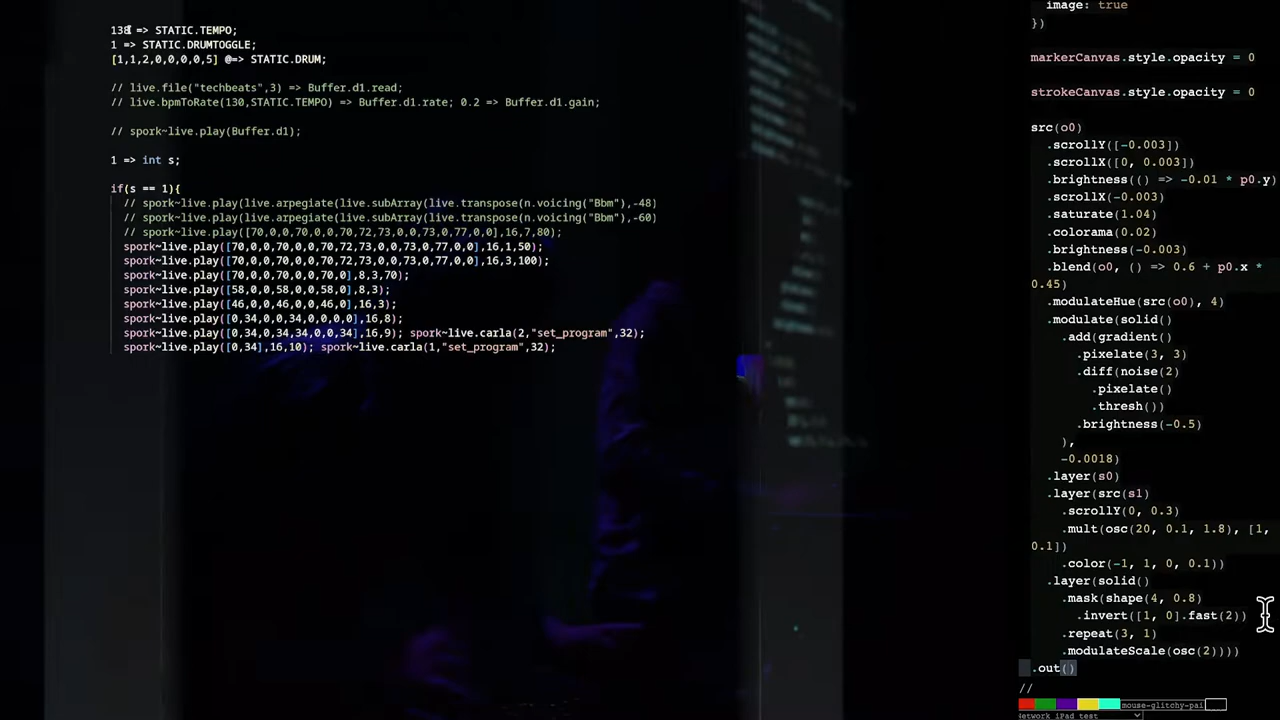 138 => STATIC.TEMPO;
1 => STATIC.DRUMTOGGLE;
[1,1,2,0,0,0,0,5] @=> STATIC.DRUM;
// live.file("techbeats",3) => Buffer.d1.read;
// live.bpmToRate(130,STATIC.TEMPO) => Buffer.d1.rate; 0.2 => Buffer.d1.gain;
// spork~live.play(Buffer.d1);
1 => int s;
if(s == 1){
// spork~live.play(live.arpegiate(live.subArray(live.transpose(n.voicing("Bbm"),-48)
// spork~live.play(live.arpegiate(live.subArray(live.transpose(n.voicing("Bbm"),-60)
// spork~live.play([70,0,0,70,0,0,70,72,73,0,0,73,0,77,0,0],16,7,80);
spork~live.play([70,0,0,70,0,0,70,72,73,0,0,73,0,77,0,0],16,1,50);
spork~live.play([70,0,0,70,0,0,70,72,73,0,0,73,0,77,0,0],16,3,100);
spork~live.play([70,0,0,70,0,0,70,0],8,3,70);
spork~live.play([58,0,0,58,0,0,58,0],8,3);
spork~live.play([46,0,0,46,0,0,46,0],16,3);
spork~live.play([0,34,0,0,34,0,0,0,0],16,8);
spork~live.play([0,34,0,34,34,0,0,34],16,9); spork~live.carla(2,"set_program",32);
spork~live.play([0,34],16,10); spork~live.carla(1,"set_program",32);
image: true
})
markerCanvas.style.opacity = 0
strokeCanvas.style.opacity = 0
src(o0)
.scrollY([-0.003])
.scrollX([0, 0.003])
.brightness(() => -0.01 * p0.y)
.scrollX(-0.003)
.saturate(1.04)
.colorama(0.02)
.brightness(-0.003)
.blend(o0, () => 0.6 + p0.x *
0.45)
.modulateHue(src(o0), 4)
.modulate(solid()
.add(gradient()
.pixelate(3, 3)
.diff(noise(2)
.pixelate()
.thresh())
.brightness(-0.5)
),
-0.0018)
.layer(s0)
.layer(src(s1)
.scrollY(0, 0.3)
.mult(osc(20, 0.1, 1.8), [1,
0.1])
.color(-1, 1, 0, 0.1))
.layer(solid()
.mask(shape(4, 0.8)
.invert([1, 0].fast(2))
.repeat(3, 1)
.modulateScale(osc(2))))
.out()
//
mouse-glitchy-pai
Network iPad test